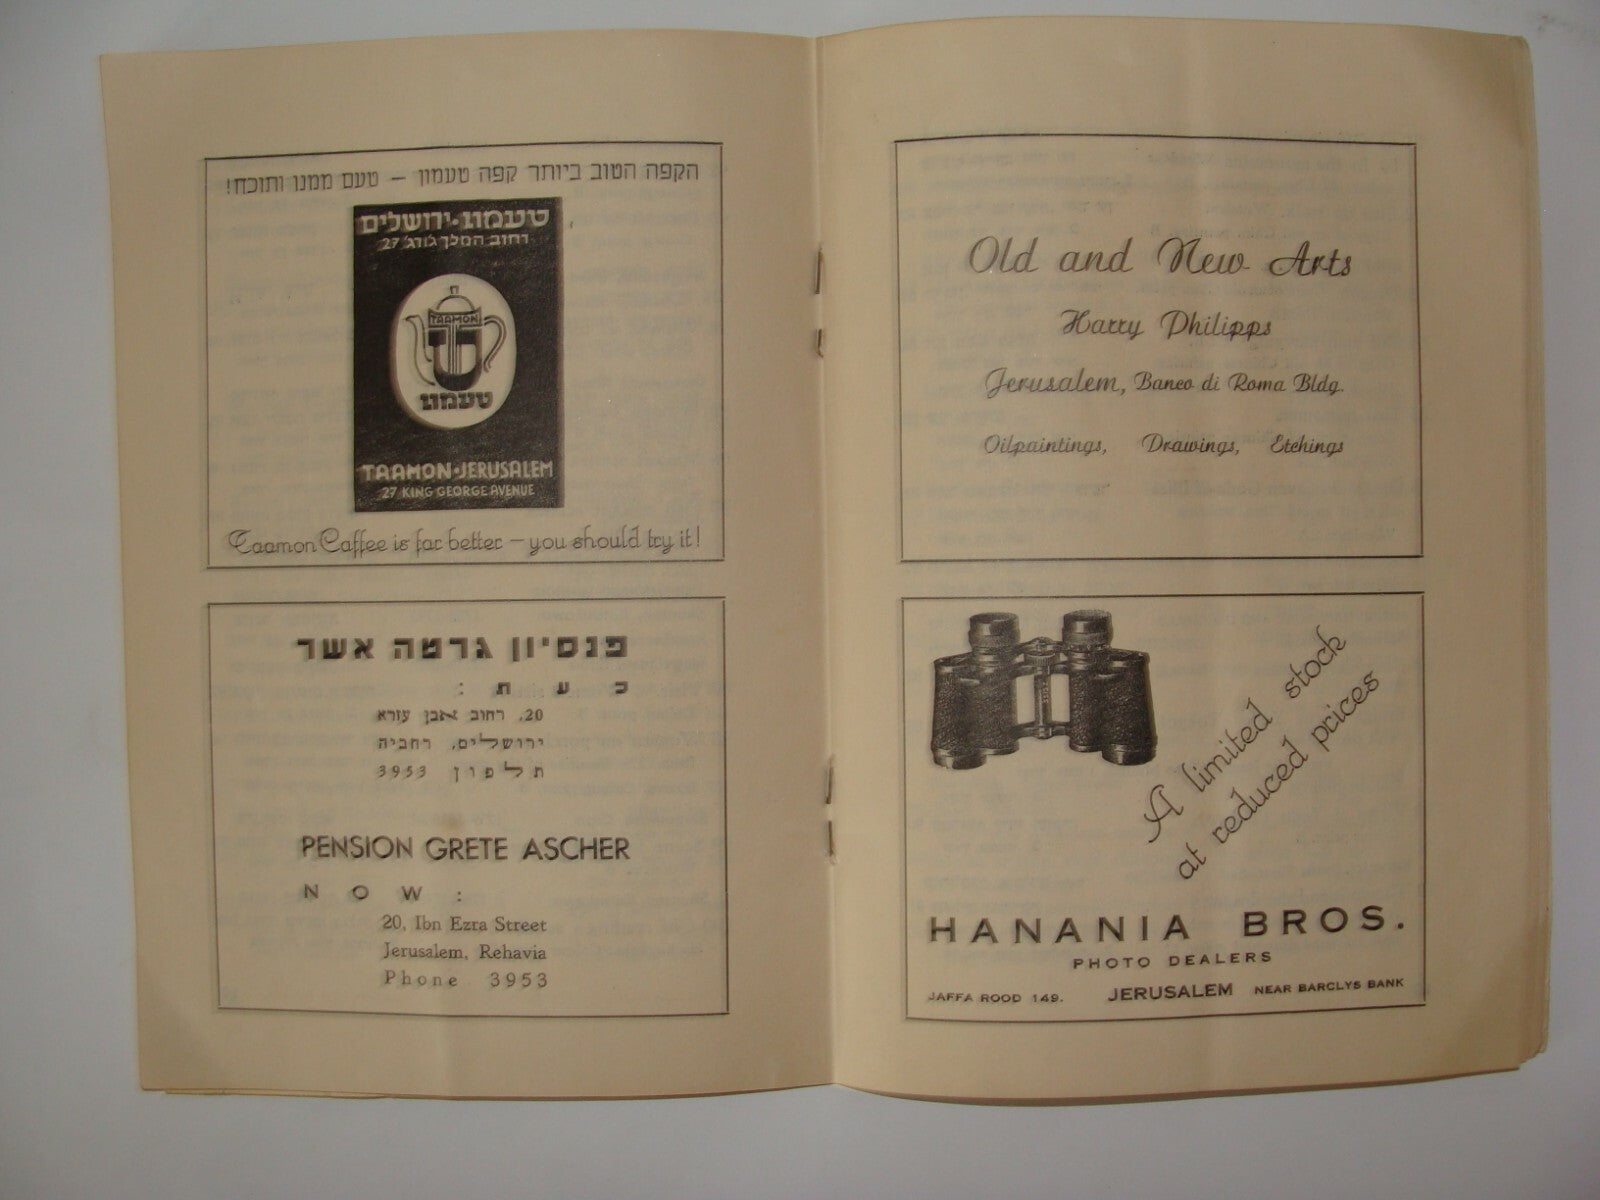 הקפה הטוב ביותר קפה טעמון — טעם ממנו ותוכח!
טעמון·ירושלים
רחוב המלך ג'ורג' 27
TAAMON
טעמון
TAAMON·JERUSALEM
27 KING GEORGE AVENUE
Taamon Caffee is far better — you should try it!
פנסיון גרטה אשר
כעת:
20, רחוב אבן עזרא
ירושלים, רחביה
תלפון 3953
PENSION GRETE ASCHER
NOW:
20, Ibn Ezra Street
Jerusalem, Rehavia
Phone 3953
Old and New Arts
Harry Philipps
Jerusalem, Banco di Roma Bldg.
Oilpaintings, Drawings, Etchings
A limited stock
at reduced prices
HANANIA BROS.
PHOTO DEALERS
JAFFA ROOD 149. JERUSALEM NEAR BARCLYS BANK